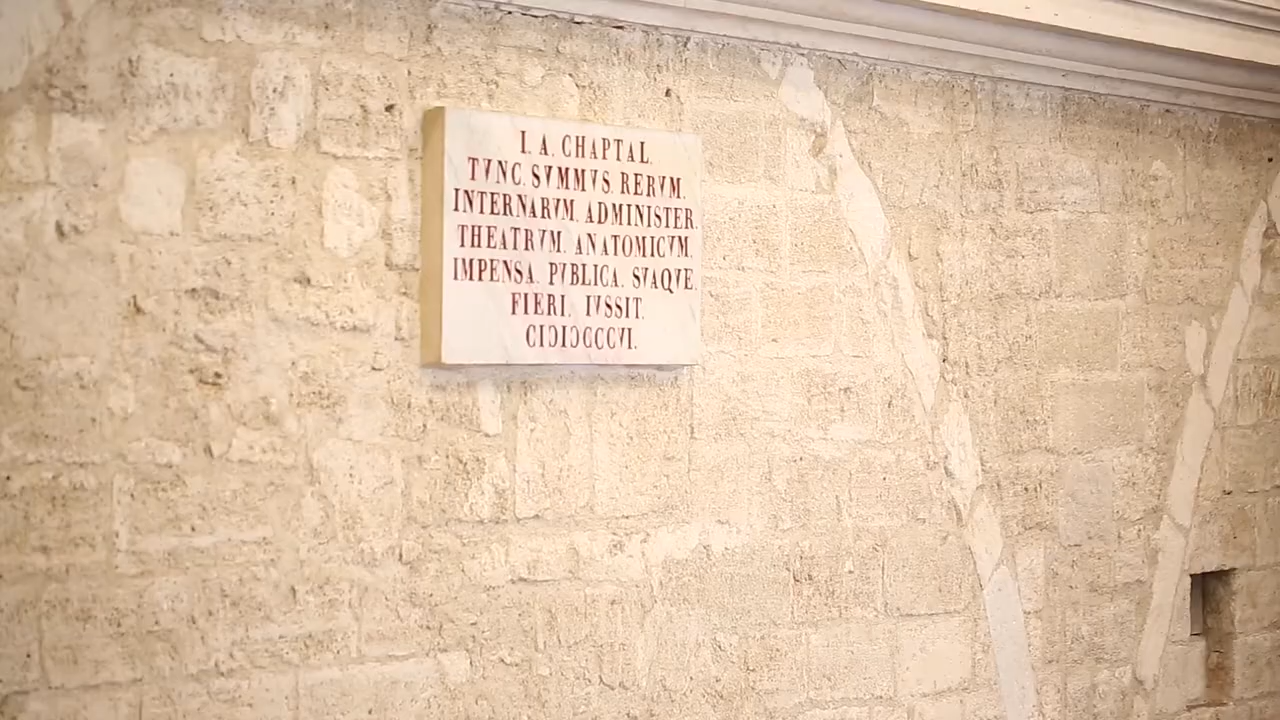 I. A. CHAPTAL.
TVNC. SVMMVS. RERVM.
INTERNARVM. ADMINISTER.
THEATRVM. ANATOMICVM.
IMPENSA. PVBLICA. SVAQVE.
FIERI. IVSSIT.
CIↃIↃCCCVI.